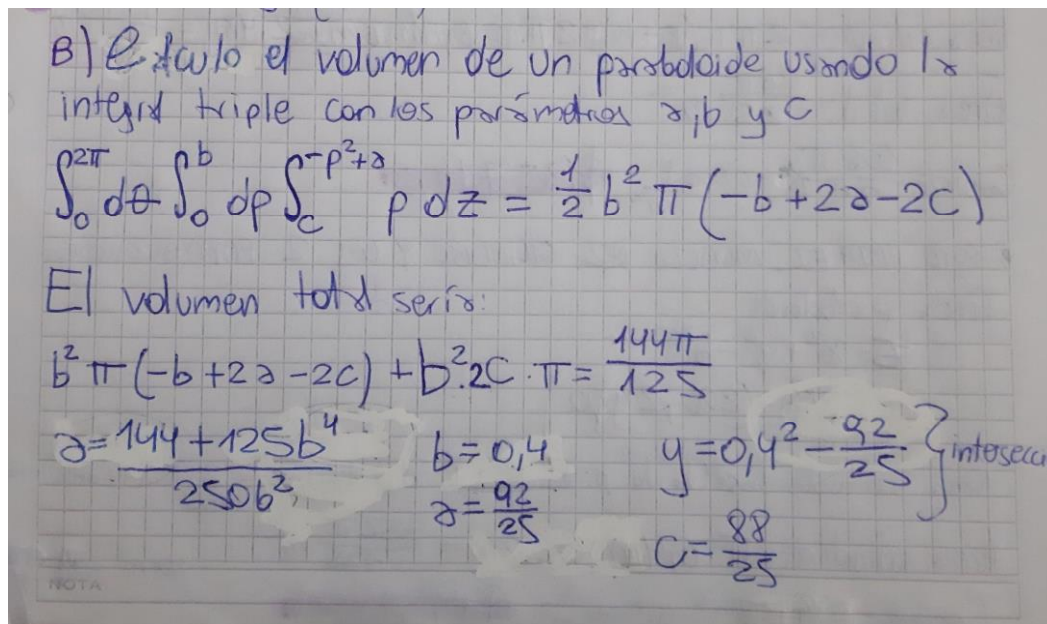 B) Calculo el volumen de un paraboloide usando la
integral triple con los parámetros a, b y c
∫₀^{2π} dθ ∫₀^{b} dρ ∫_c^{-ρ²+a} ρ dz = 1/2 b² π (-b + 2a - 2c)
El volumen total sería:
b² π (-b + 2a - 2c) + b².2c.π = 144π/125
a = (144 + 125b⁴)/(250b²) b = 0,4 y = 0,4² - 92/25 } intersecc
a = 92/25
c = 88/25
NOTA